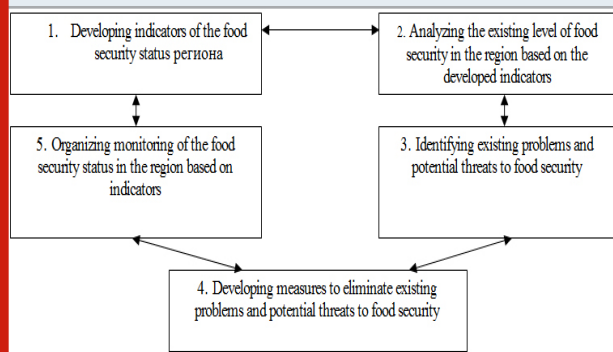 1. Developing indicators of the food
security status региона
2. Analyzing the existing level of food
security in the region based on the
developed indicators
5. Organizing monitoring of the food
security status in the region based on
indicators
3. Identifying existing problems and
potential threats to food security
4. Developing measures to eliminate existing
problems and potential threats to food security